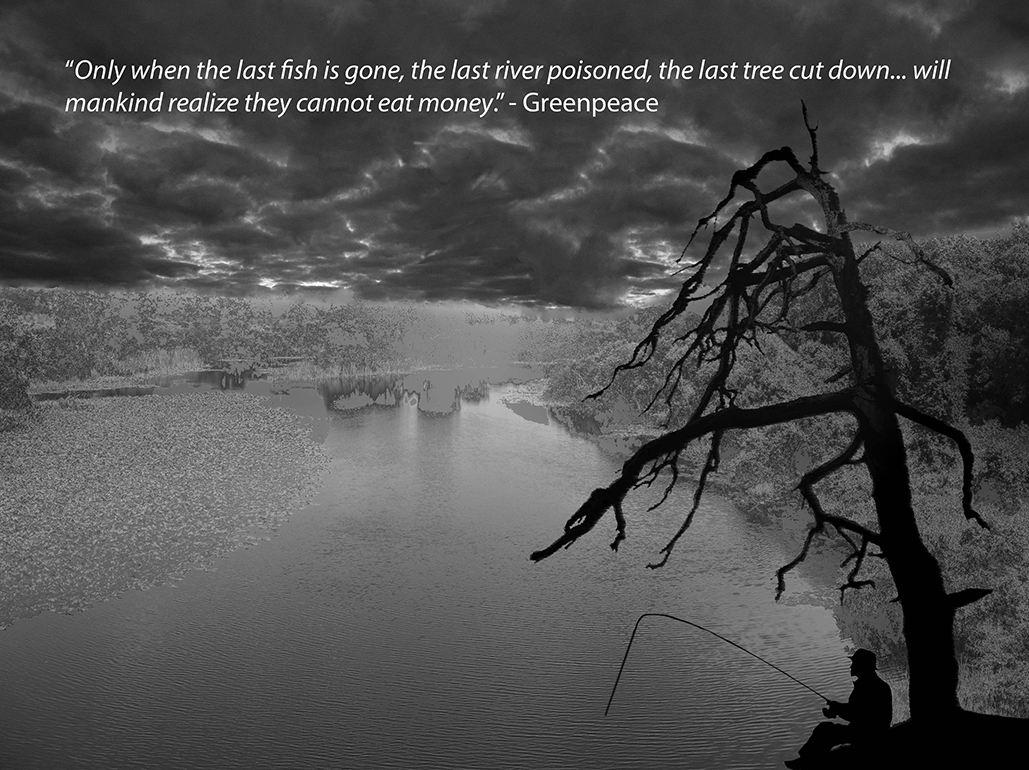 “Only when the last fish is gone, the last river poisoned, the last tree cut down... will
mankind realize they cannot eat money.” - Greenpeace